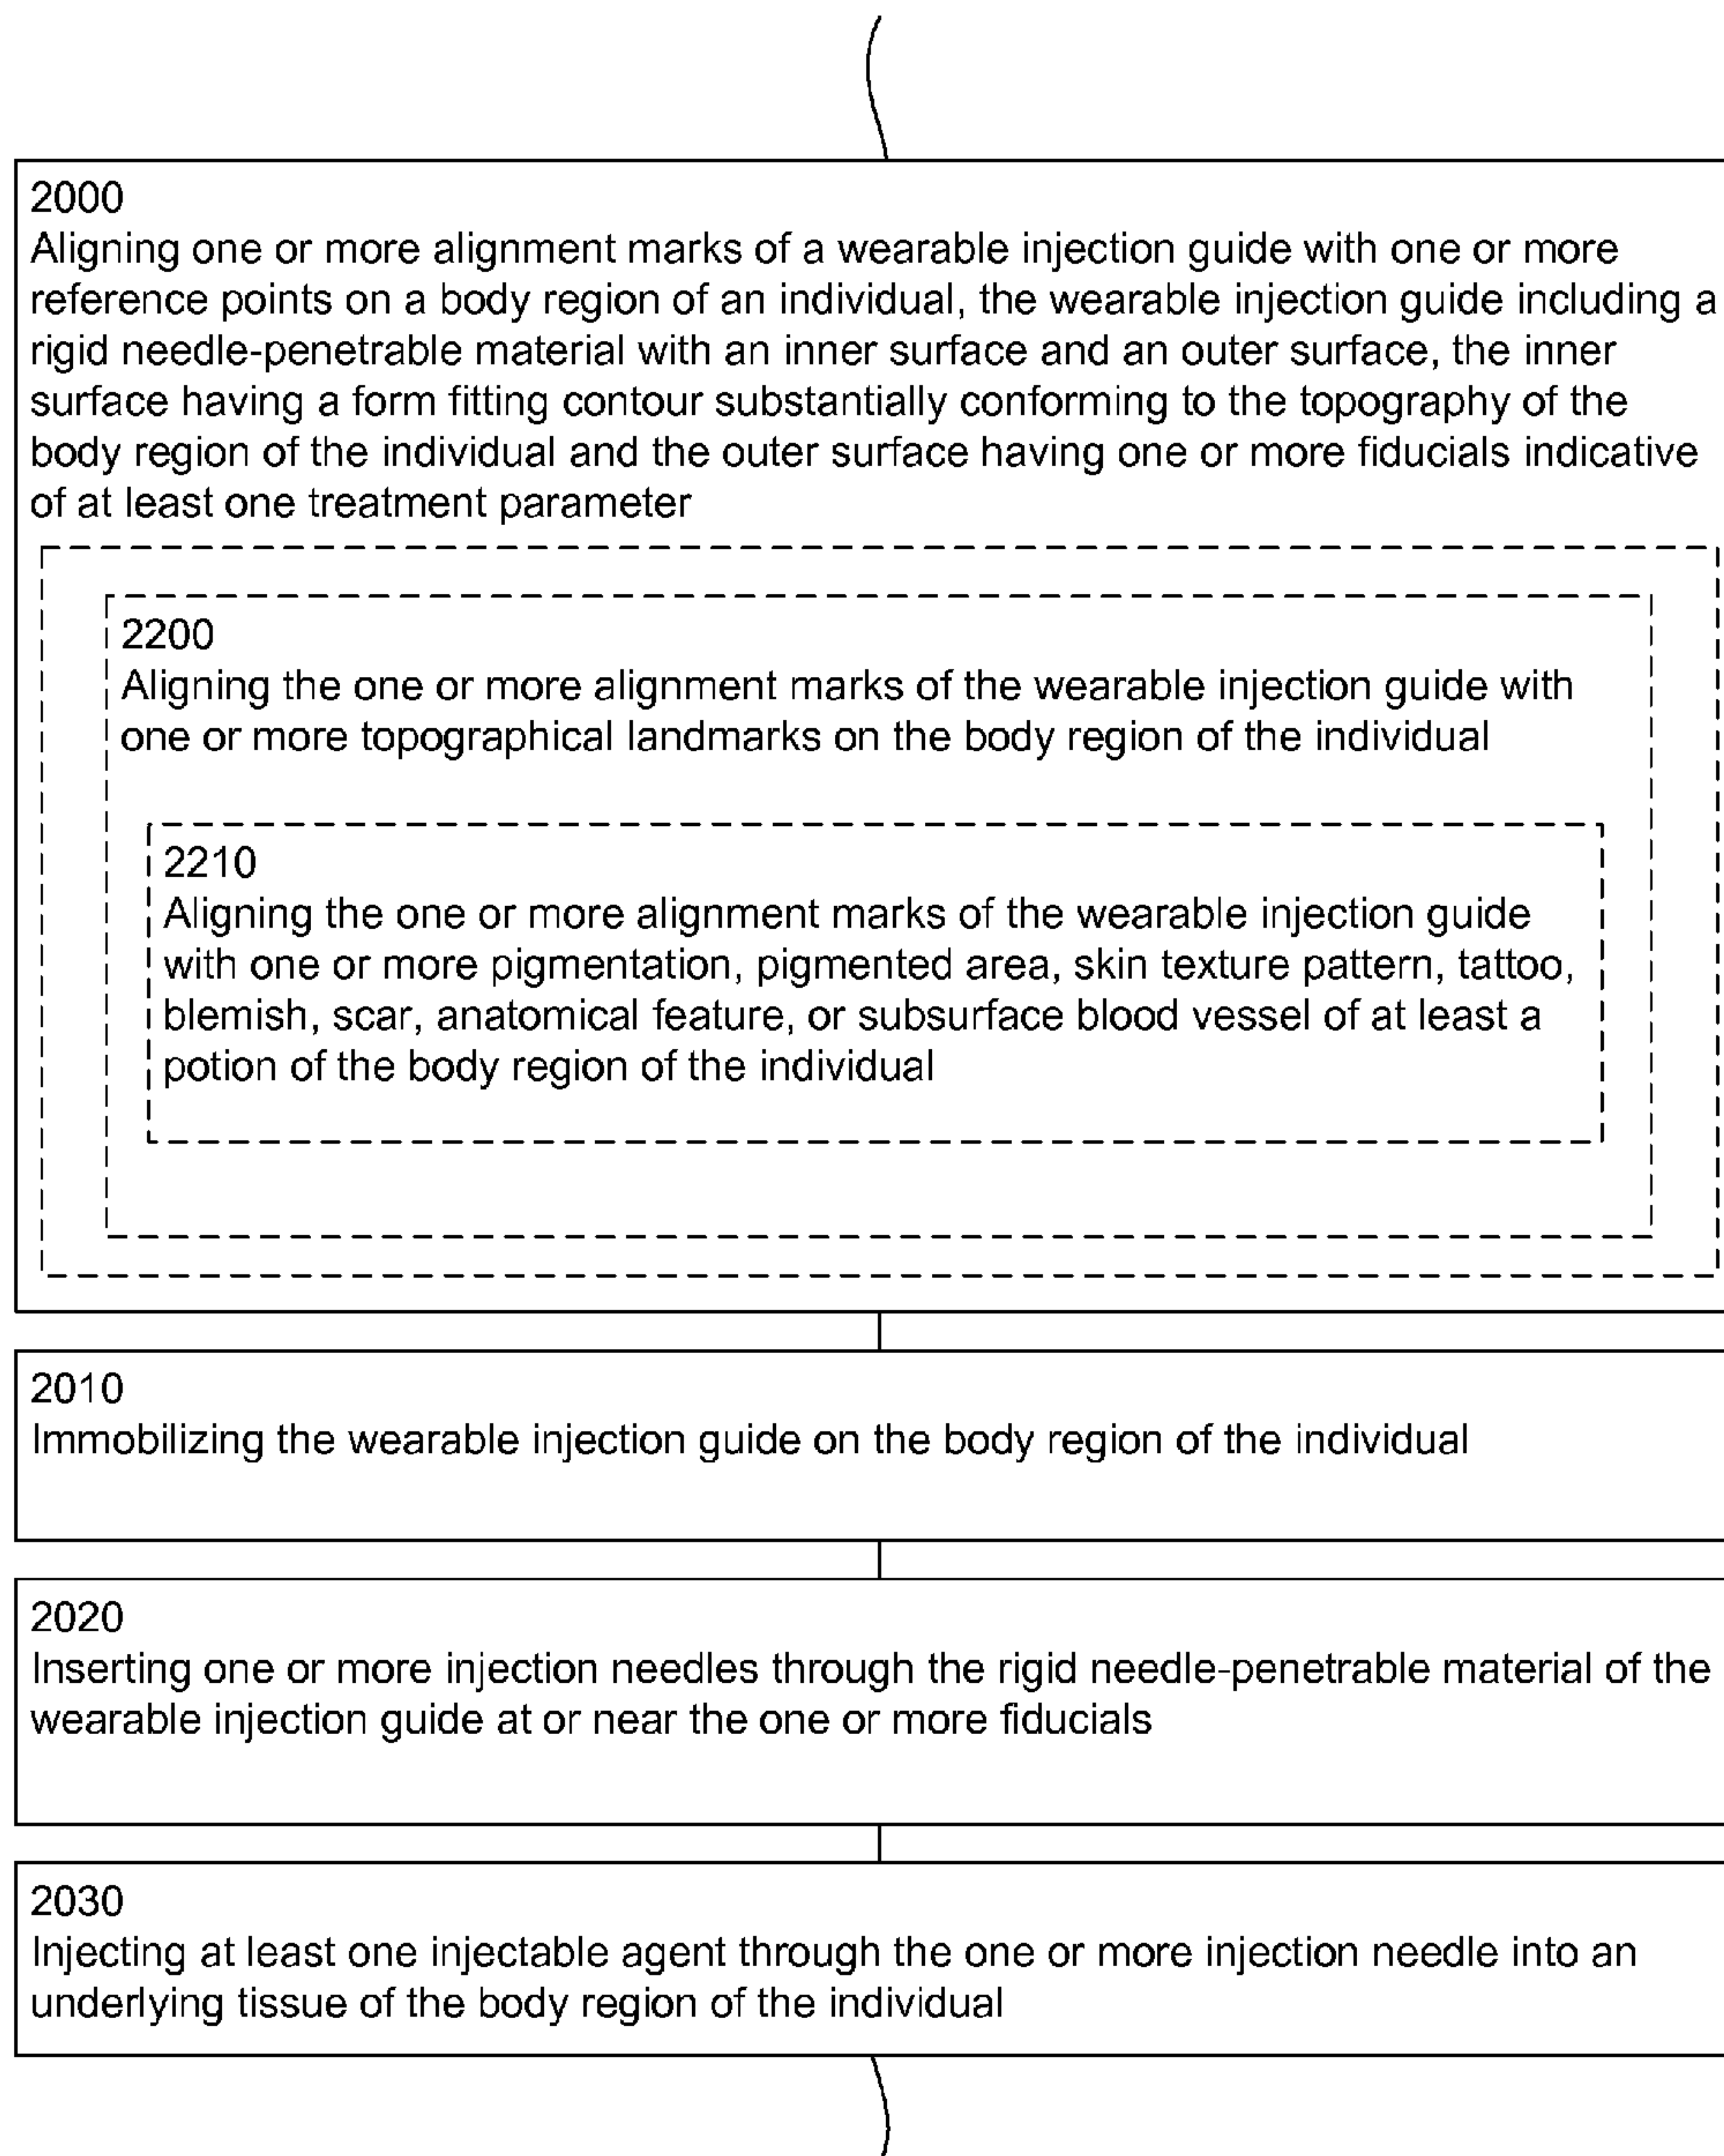 2000
Aligning one or more alignment marks of a wearable injection guide with one or more
reference points on a body region of an individual, the wearable injection guide including a
rigid needle-penetrable material with an inner surface and an outer surface, the inner
surface having a form fitting contour substantially conforming to the topography of the
body region of the individual and the outer surface having one or more fiducials indicative
of at least one treatment parameter
2200
Aligning the one or more alignment marks of the wearable injection guide with
one or more topographical landmarks on the body region of the individual
2210
Aligning the one or more alignment marks of the wearable injection guide
with one or more pigmentation, pigmented area, skin texture pattern, tattoo,
blemish, scar, anatomical feature, or subsurface blood vessel of at least a
potion of the body region of the individual
2010
Immobilizing the wearable injection guide on the body region of the individual
2020
Inserting one or more injection needles through the rigid needle-penetrable material of the
wearable injection guide at or near the one or more fiducials
2030
Injecting at least one injectable agent through the one or more injection needle into an
underlying tissue of the body region of the individual